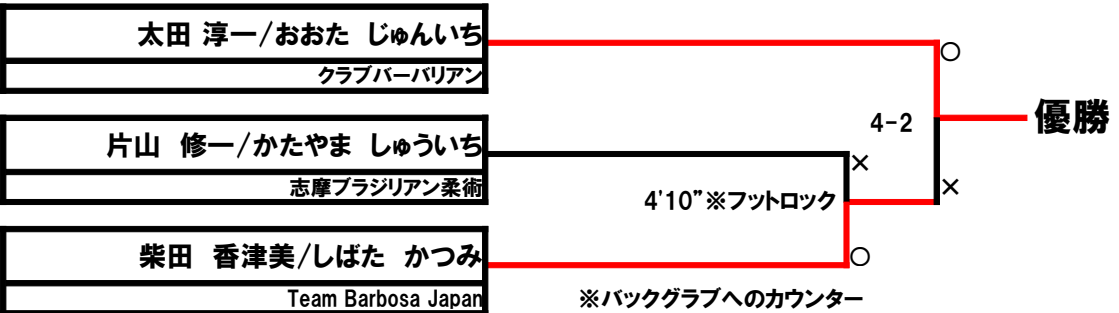 太田 淳一/おおた じゅんいち
クラブバーバリアン
○
優勝
4-2
片山 修一/かたやま しゅういち
志摩ブラジリアン柔術
×
×
4'10"※フットロック
柴田 香津美/しばた かつみ
○
Team Barbosa Japan
※バックグラブへのカウンター